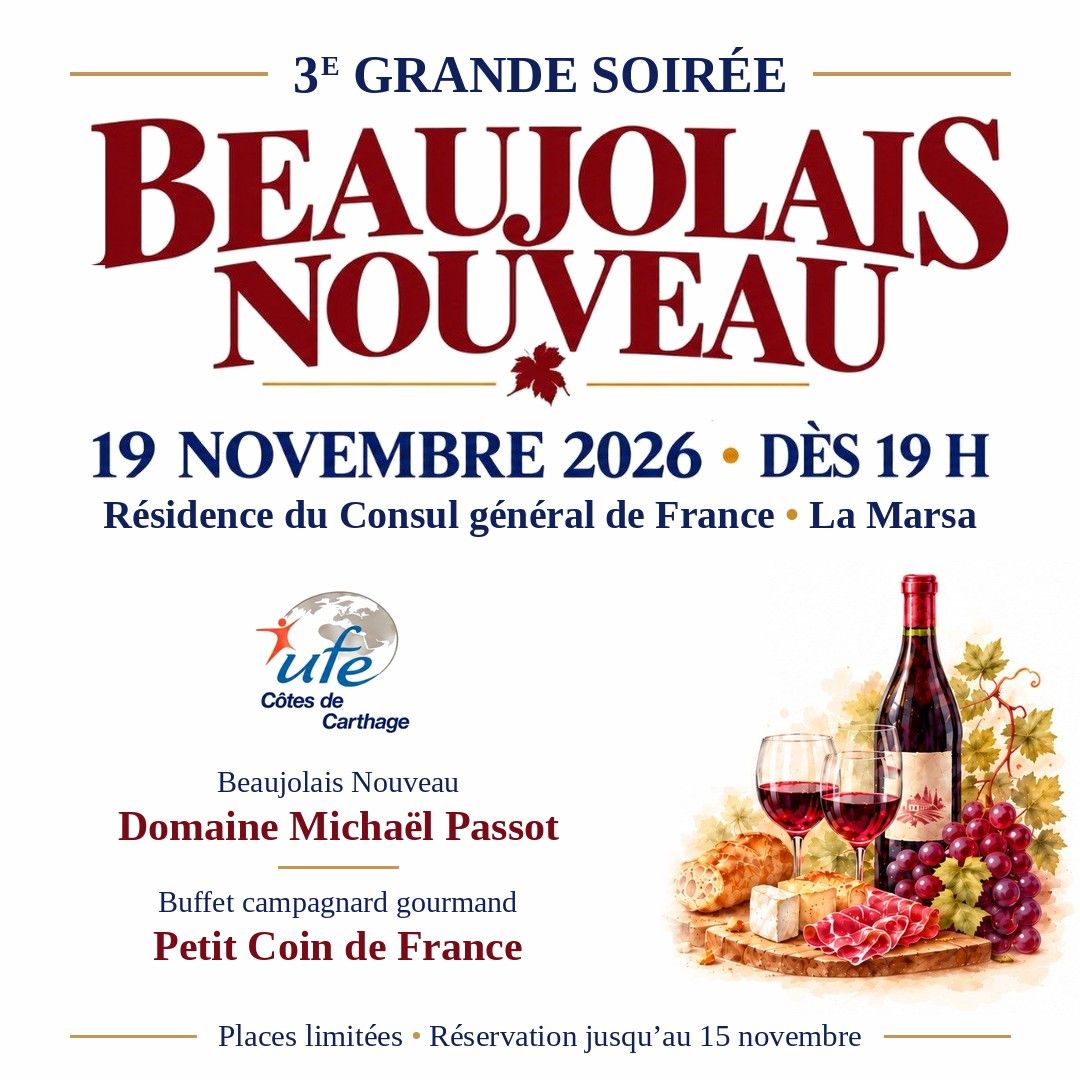 3E GRANDE SOIRÉE
BEAUJOLAIS
NOUVEAU
19 NOVEMBRE 2026 • DÈS 19 H
Résidence du Consul général de France • La Marsa
ufe
Côtes de
Carthage
Beaujolais Nouveau
Domaine Michaël Passot
Buffet campagnard gourmand
Petit Coin de France
Places limitées • Réservation jusqu’au 15 novembre